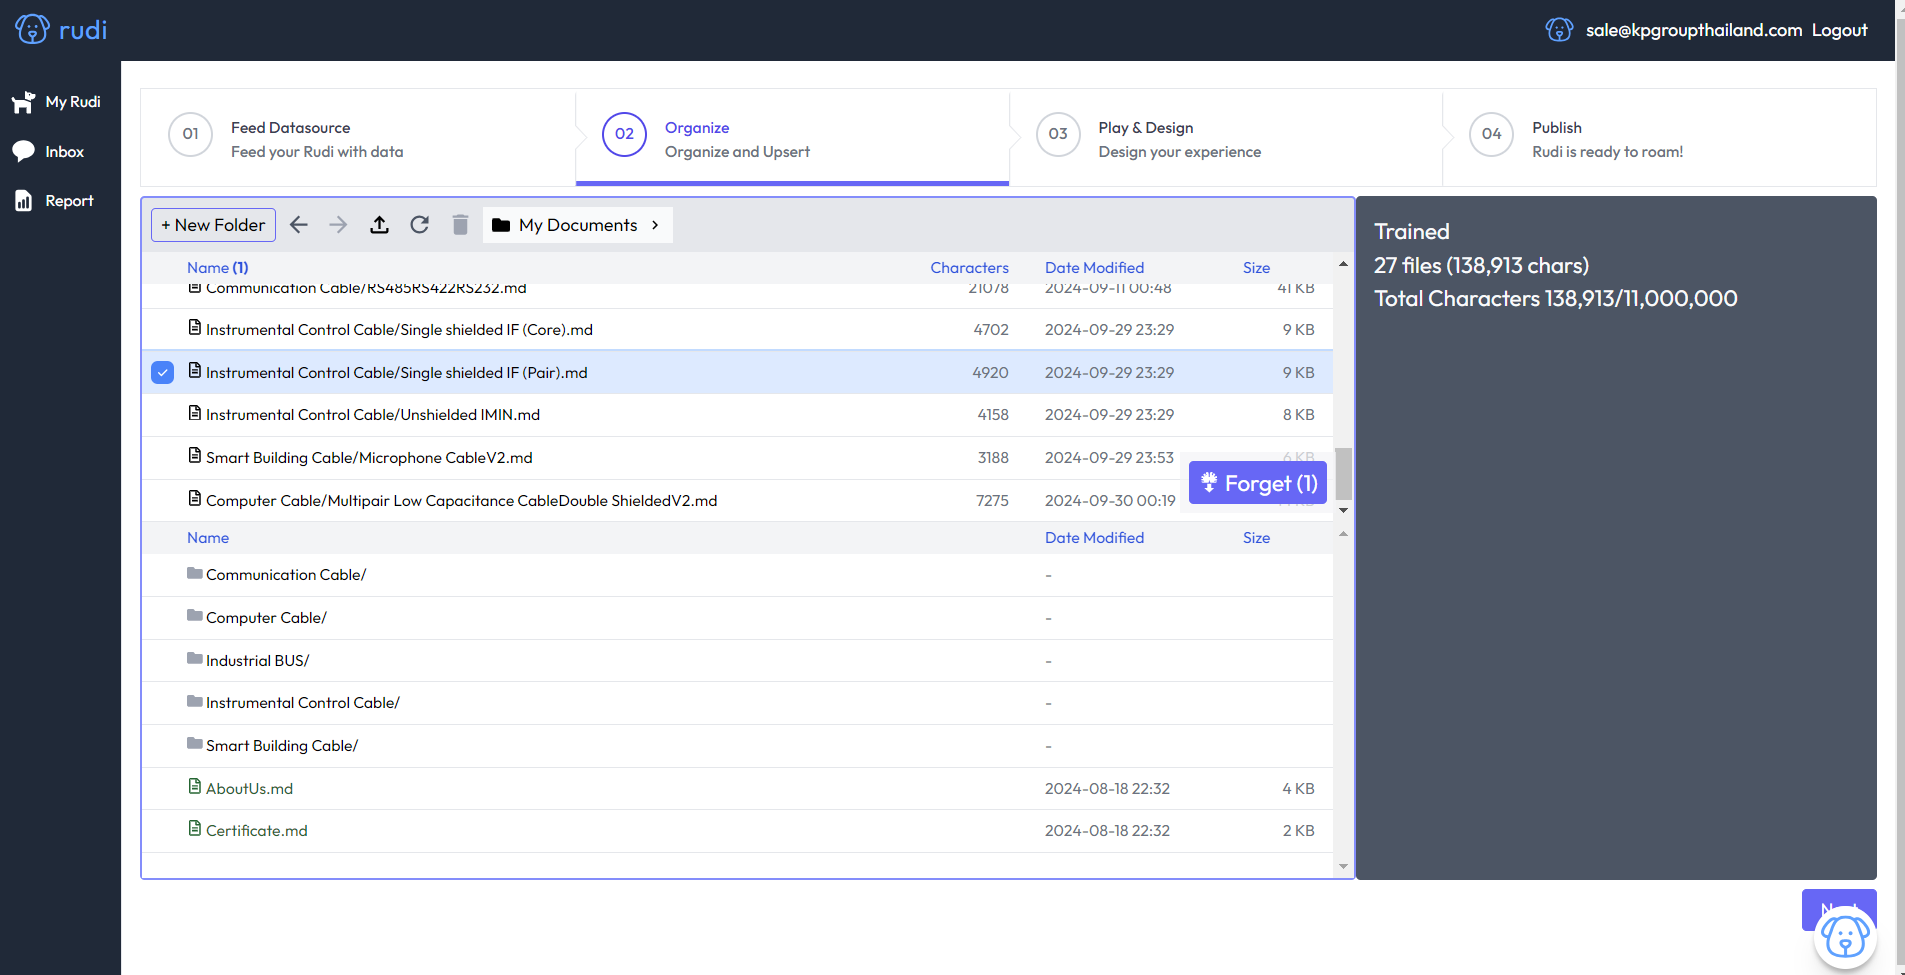 rudi
sale@kpgroupthailand.com Logout
My Rudi
Inbox
Report
01 Feed Datasource
Feed your Rudi with data
02 Organize
Organize and Upsert
03 Play & Design
Design your experience
04 Publish
Rudi is ready to roam!
+ New Folder My Documents
Name (1) Characters Date Modified Size
Communication Cable/RS485RS422RS232.md 21078 2024-09-11 00:48 41 KB
Instrumental Control Cable/Single shielded IF (Core).md 4702 2024-09-29 23:29 9 KB
Instrumental Control Cable/Single shielded IF (Pair).md 4920 2024-09-29 23:29 9 KB
Instrumental Control Cable/Unshielded IMIN.md 4158 2024-09-29 23:29 8 KB
Smart Building Cable/Microphone CableV2.md 3188 2024-09-29 23:53 6 KB
Computer Cable/Multipair Low Capacitance CableDouble ShieldedV2.md 7275 2024-09-30 00:19
Forget (1)
Name Date Modified Size
Communication Cable/ -
Computer Cable/ -
Industrial BUS/ -
Instrumental Control Cable/ -
Smart Building Cable/ -
AboutUs.md 2024-08-18 22:32 4 KB
Certificate.md 2024-08-18 22:32 2 KB
Trained
27 files (138,913 chars)
Total Characters 138,913/11,000,000